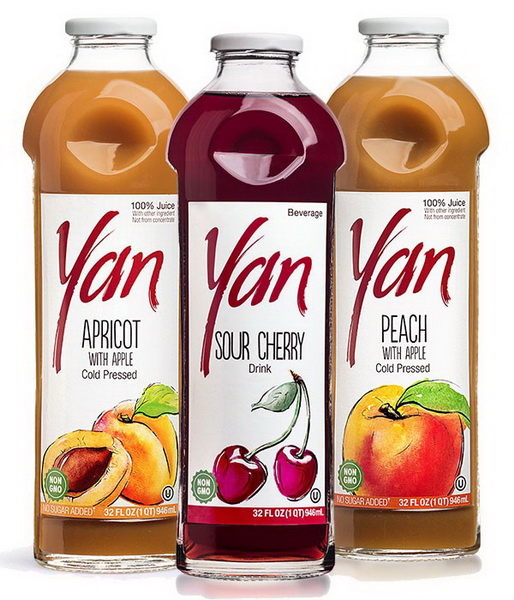 100% Juice
With other ingredient
Not from concentrate
Yan
APRICOT
WITH APPLE
Cold Pressed
NON
GMO
U
NO SUGAR ADDED†
32 FL OZ (1 QT) 946mL
Beverage
Yan
SOUR CHERRY
Drink
NON
GMO
U
32 FL OZ (1 QT) 946mL
100% Juice
With other ingredient
Not from concentrate
Yan
PEACH
WITH APPLE
Cold Pressed
NON
GMO
U
NO SUGAR ADDED†
32 FL OZ (1 QT) 946mL